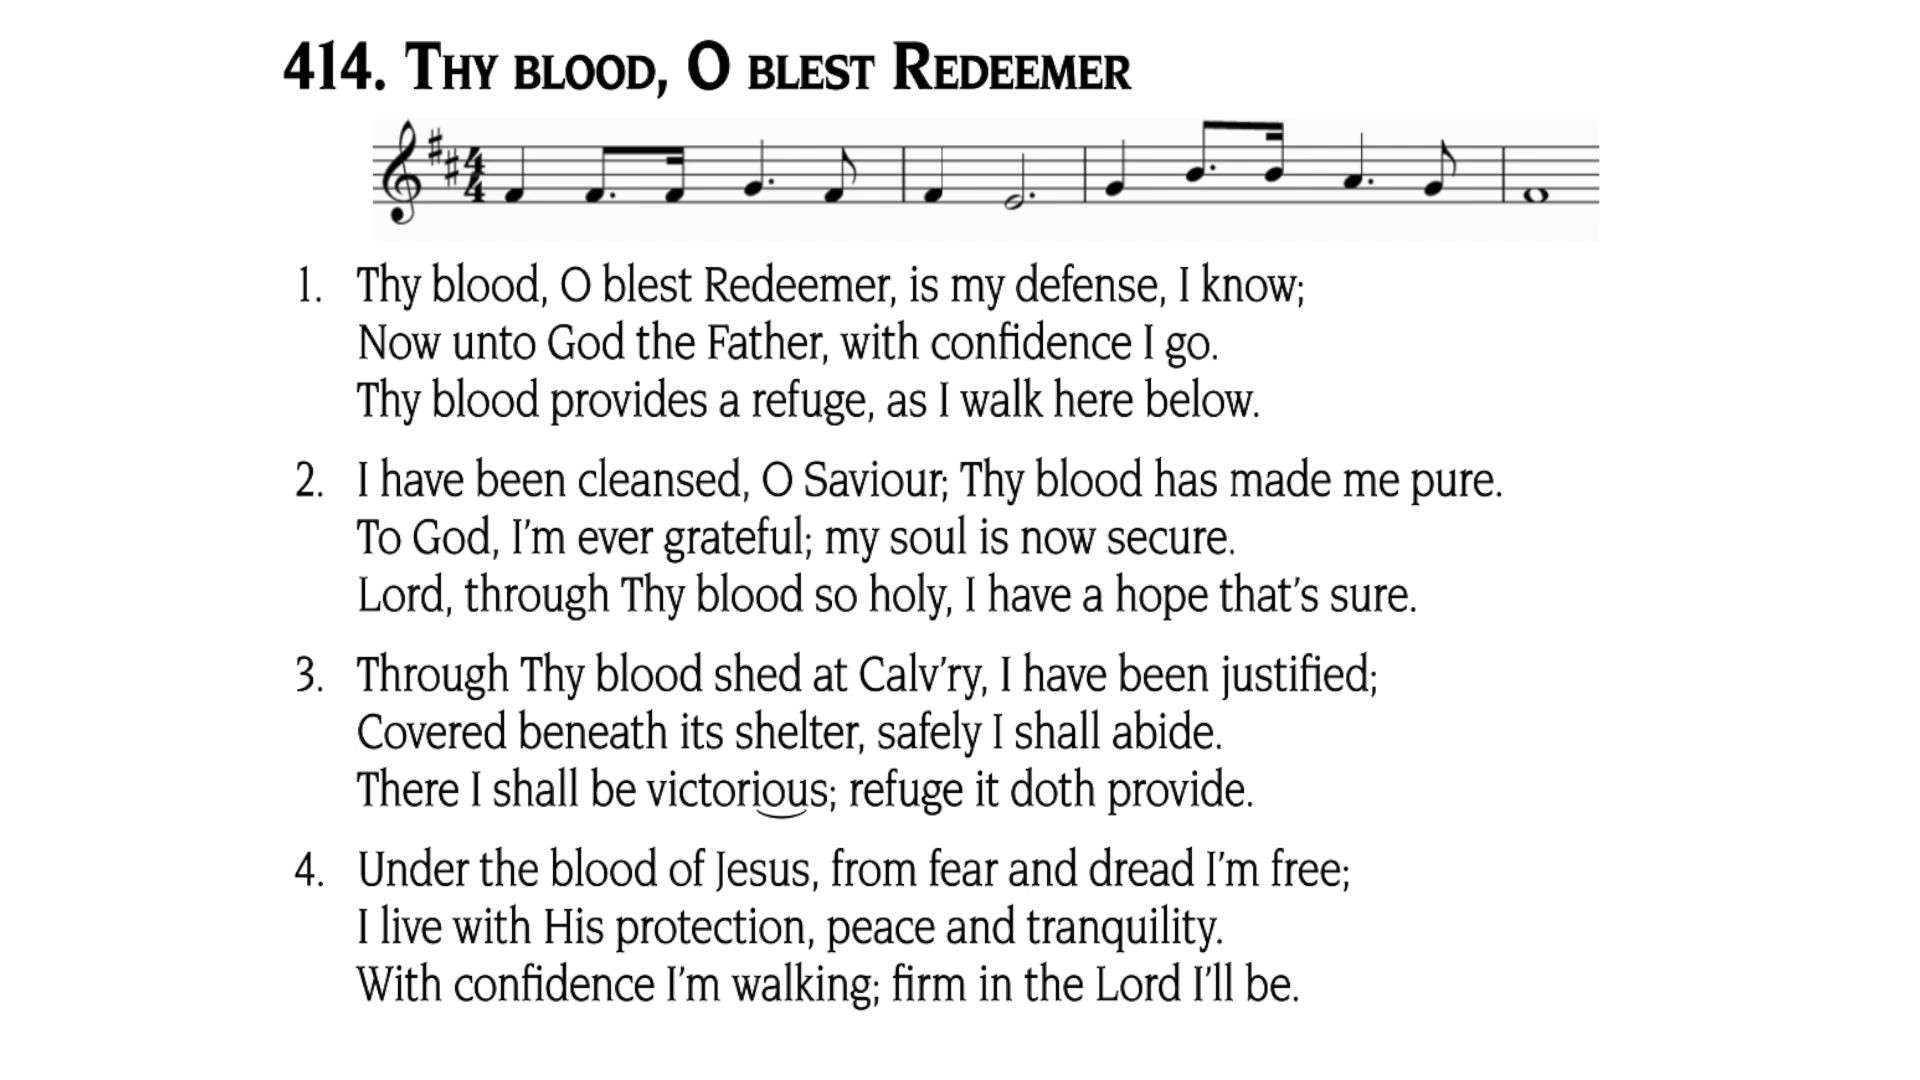 414. Thy blood, O blest Redeemer
4
4
1. Thy blood, O blest Redeemer, is my defense, I know;
Now unto God the Father, with confidence I go.
Thy blood provides a refuge, as I walk here below.
2. I have been cleansed, O Saviour; Thy blood has made me pure.
To God, I’m ever grateful; my soul is now secure.
Lord, through Thy blood so holy, I have a hope that’s sure.
3. Through Thy blood shed at Calv’ry, I have been justified;
Covered beneath its shelter, safely I shall abide.
There I shall be victorious; refuge it doth provide.
4. Under the blood of Jesus, from fear and dread I’m free;
I live with His protection, peace and tranquility.
With confidence I’m walking; firm in the Lord I’ll be.